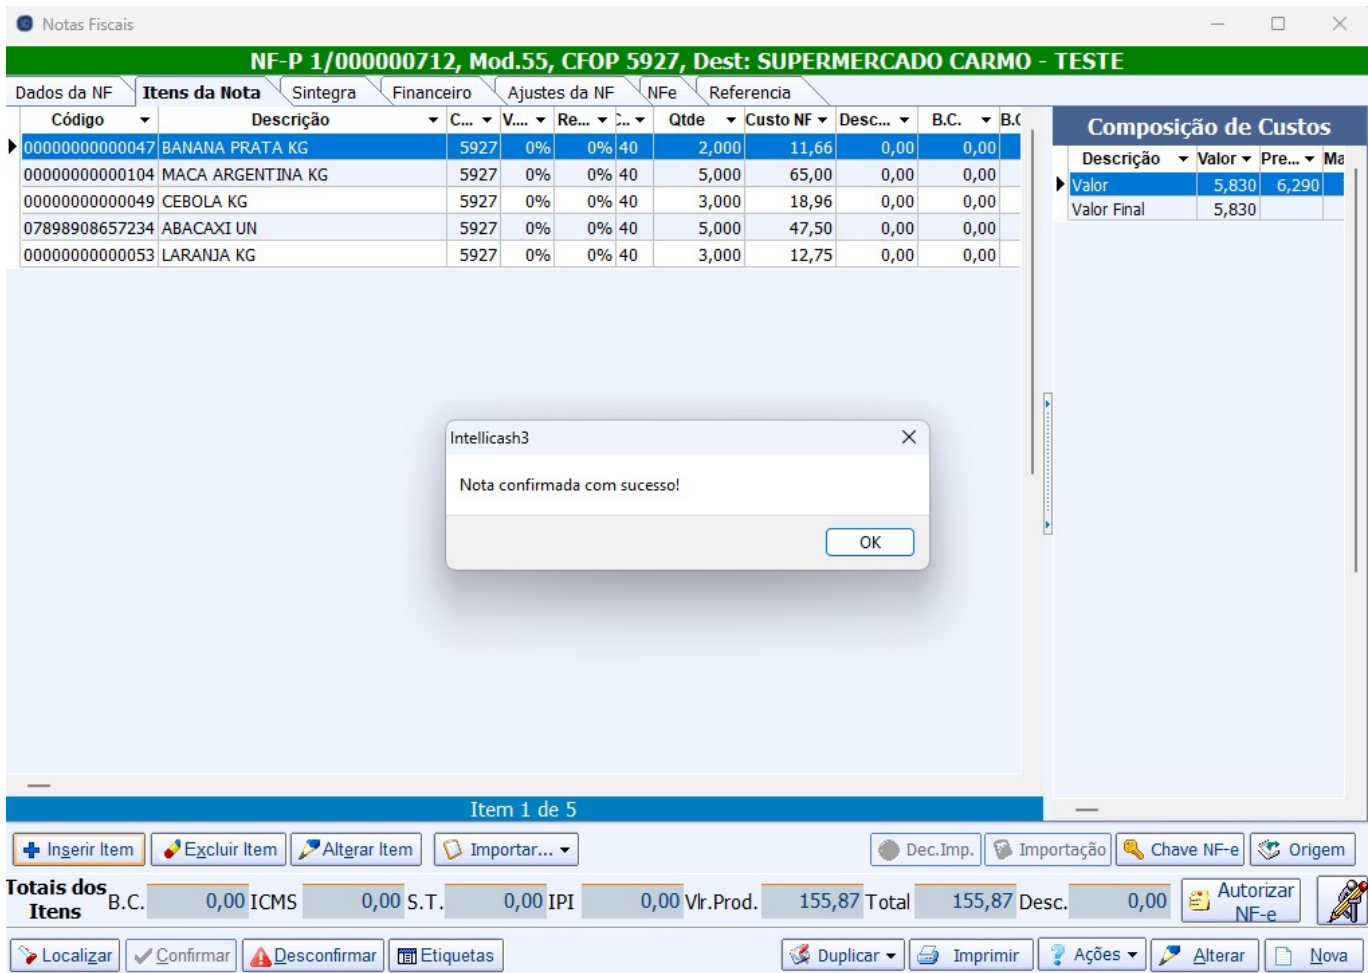 Notas Fiscais
NF-P 1/000000712, Mod.55, CFOP 5927, Dest: SUPERMERCADO CARMO - TESTE
Dados da NF Itens da Nota Sintegra Financeiro Ajustes da NF NFe Referencia
Código Descrição C... V.... Re... C.. Qtde Custo NF Desc... B.C. B.C
00000000000047 BANANA PRATA KG 5927 0% 0% 40 2,000 11,66 0,00 0,00
00000000000104 MACA ARGENTINA KG 5927 0% 0% 40 5,000 65,00 0,00 0,00
00000000000049 CEBOLA KG 5927 0% 0% 40 3,000 18,96 0,00 0,00
07898908657234 ABACAXI UN 5927 0% 0% 40 5,000 47,50 0,00 0,00
00000000000053 LARANJA KG 5927 0% 0% 40 3,000 12,75 0,00 0,00
Composição de Custos
Descrição Valor Pre... Ma
Valor 5,830 6,290
Valor Final 5,830
Intellicash3
Nota confirmada com sucesso!
OK
Item 1 de 5
Inserir Item Excluir Item Alterar Item Importar... Dec.Imp. Importação Chave NF-e Origem
Totais dos Itens B.C. 0,00 ICMS 0,00 S.T. 0,00 IPI 0,00 Vlr.Prod. 155,87 Total 155,87 Desc. 0,00 Autorizar NF-e
Localizar Confirmar Desconfirmar Etiquetas Duplicar Imprimir Ações Alterar Nova